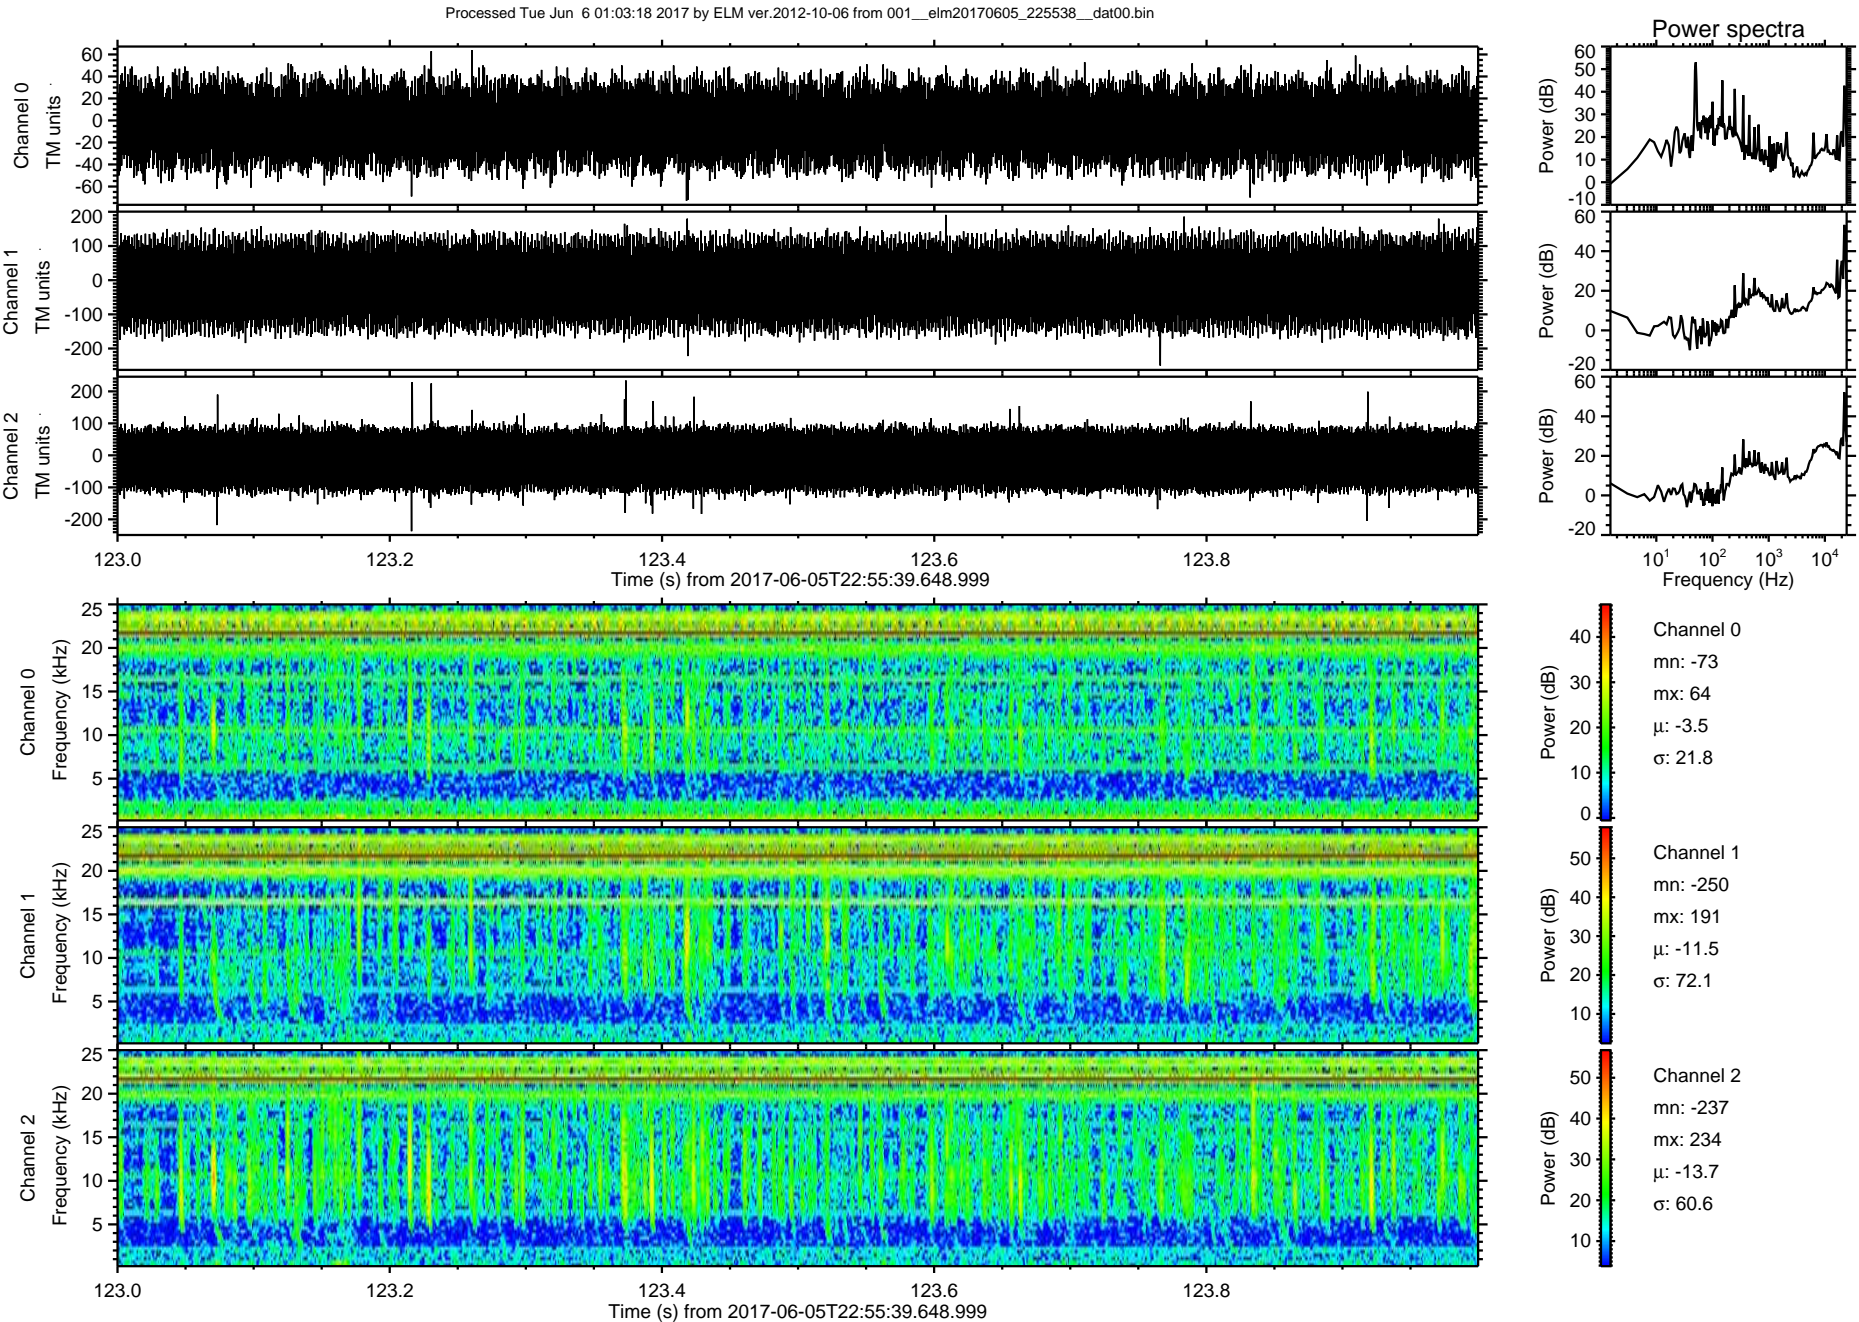 Processed Tue Jun  6 01:03:18 2017 by ELM ver.2012-10-06 from 001__elm20170605_225538__dat00.bin
Power spectra
Channel 0
TM units
60
40
20
0
-20
-40
-60
Power (dB)
60
50
40
30
20
10
0
-10
Channel 1
TM units
200
100
0
-100
-200
Power (dB)
60
40
20
0
-20
Channel 2
TM units
200
100
0
-100
-200
Power (dB)
60
40
20
0
-20
123.0 123.2 123.4 123.6 123.8
Time (s) from 2017-06-05T22:55:39.648.999
10^1 10^2 10^3 10^4
Frequency (Hz)
Channel 0
Frequency (kHz)
25
20
15
10
5
Power (dB)
40
30
20
10
0
Channel 0
mn: -73
mx: 64
μ: -3.5
σ: 21.8
Channel 1
Frequency (kHz)
25
20
15
10
5
Power (dB)
50
40
30
20
10
Channel 1
mn: -250
mx: 191
μ: -11.5
σ: 72.1
Channel 2
Frequency (kHz)
25
20
15
10
5
Power (dB)
50
40
30
20
10
Channel 2
mn: -237
mx: 234
μ: -13.7
σ: 60.6
123.0 123.2 123.4 123.6 123.8
Time (s) from 2017-06-05T22:55:39.648.999